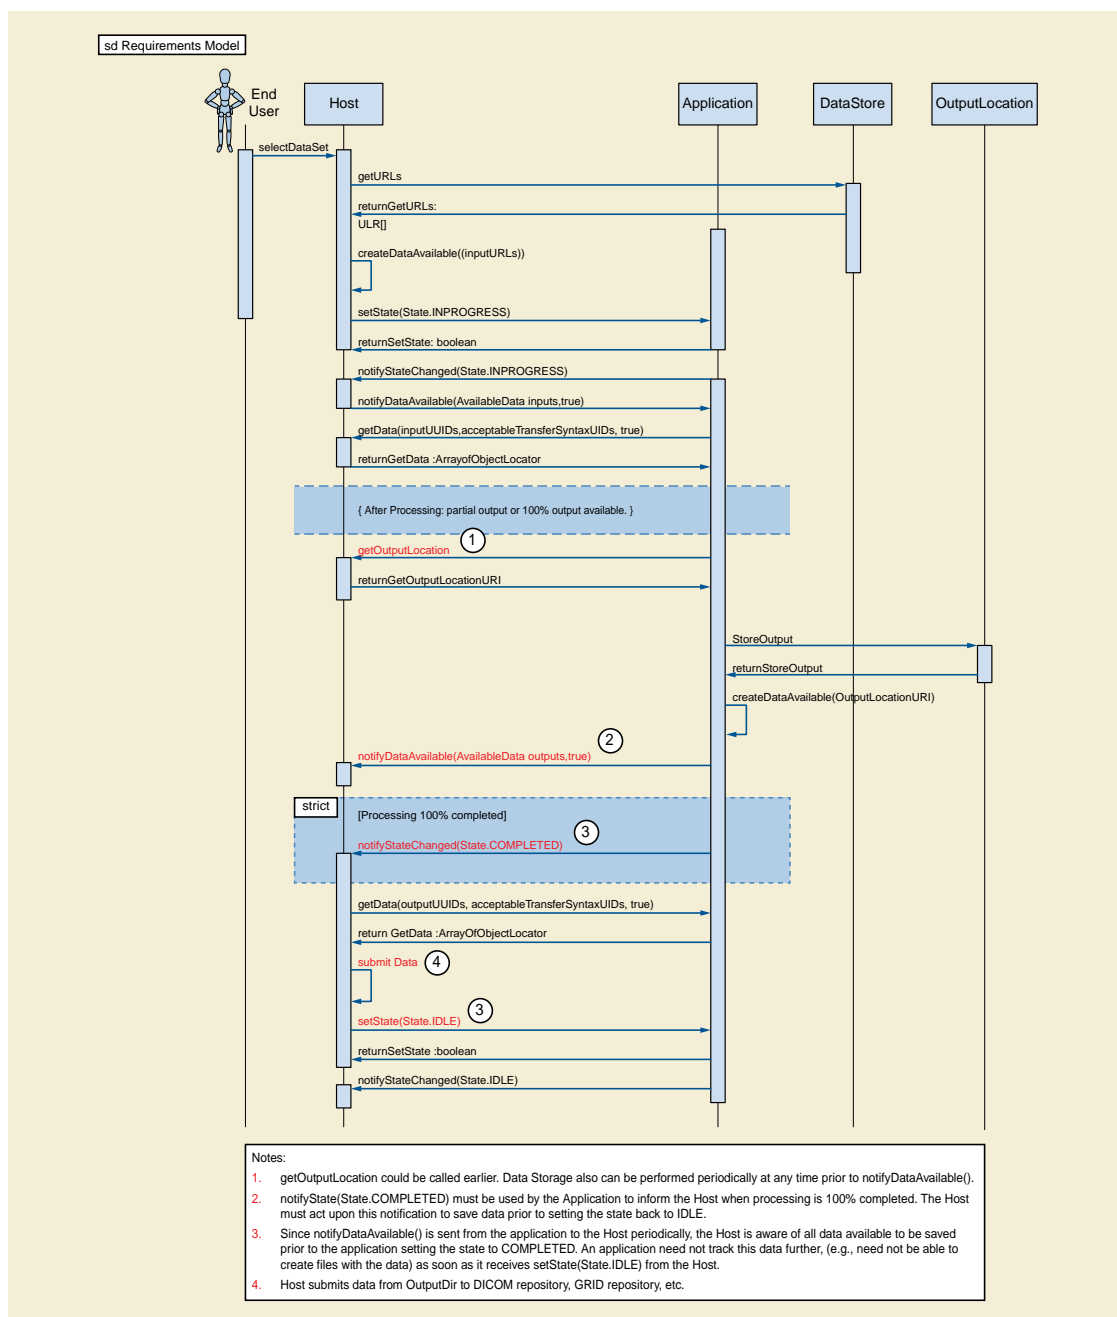 sd Requirements Model
End
User
Host
Application
DataStore
OutputLocation
selectDataSet
getURLs
returnGetURLs:
ULR[]
createDataAvailable((inputURLs))
setState(State.INPROGRESS)
returnSetState: boolean
notifyStateChanged(State.INPROGRESS)
notifyDataAvailable(AvailableData inputs,true)
getData(inputUUIDs,acceptableTransferSyntaxUIDs, true)
returnGetData :ArrayofObjectLocator
{ After Processing: partial output or 100% output available. }
1
getOutputLocation
returnGetOutputLocationURI
StoreOutput
returnStoreOutput
createDataAvailable(OutputLocationURI)
2
notifyDataAvailable(AvailableData outputs,true)
strict
[Processing 100% completed]
3
notifyStateChanged(State.COMPLETED)
getData(outputUUIDs, acceptableTransferSyntaxUIDs, true)
return GetData :ArrayOfObjectLocator
submit Data
4
3
setState(State.IDLE)
returnSetState :boolean
notifyStateChanged(State.IDLE)
Notes:
1. getOutputLocation could be called earlier. Data Storage also can be performed periodically at any time prior to notifyDataAvailable().
2. notifyState(State.COMPLETED) must be used by the Application to inform the Host when processing is 100% completed. The Host
must act upon this notification to save data prior to setting the state back to IDLE.
3. Since notifyDataAvailable() is sent from the application to the Host periodically, the Host is aware of all data available to be saved
prior to the application setting the state to COMPLETED. An application need not track this data further, (e.g., need not be able to
create files with the data) as soon as it receives setState(State.IDLE) from the Host.
4. Host submits data from OutputDir to DICOM repository, GRID repository, etc.